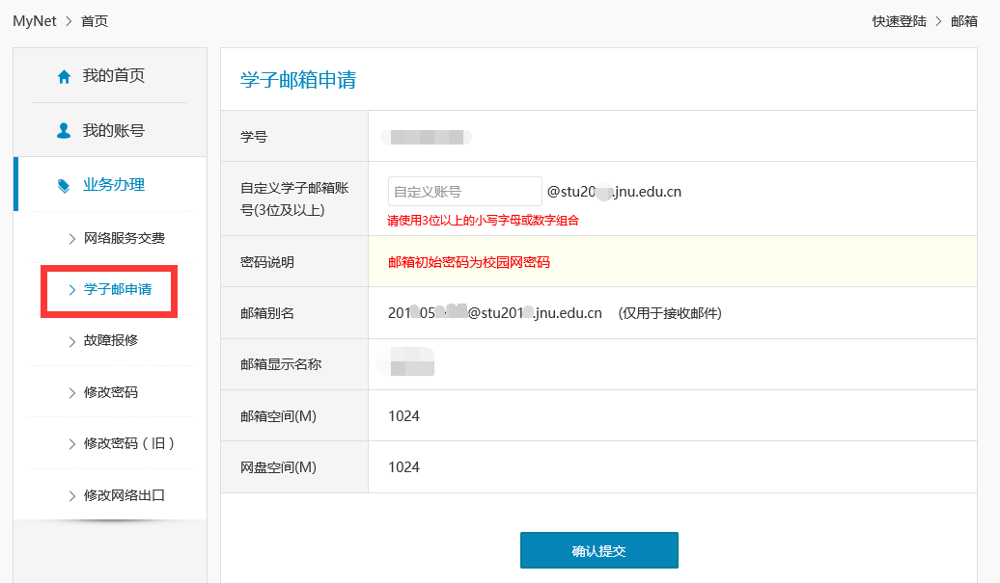 MyNet > 首页
快速登陆 > 邮箱
我的首页
我的账号
业务办理
网络服务交费
学子邮申请
故障报修
修改密码
修改密码（旧）
修改网络出口
学子邮箱申请
学号
自定义学子邮箱账
号(3位及以上)
自定义账号 @stu20 .jnu.edu.cn
请使用3位以上的小写字母或数字组合
密码说明
邮箱初始密码为校园网密码
邮箱别名
201 05 @stu201 .jnu.edu.cn (仅用于接收邮件)
邮箱显示名称
邮箱空间(M)
1024
网盘空间(M)
1024
确认提交